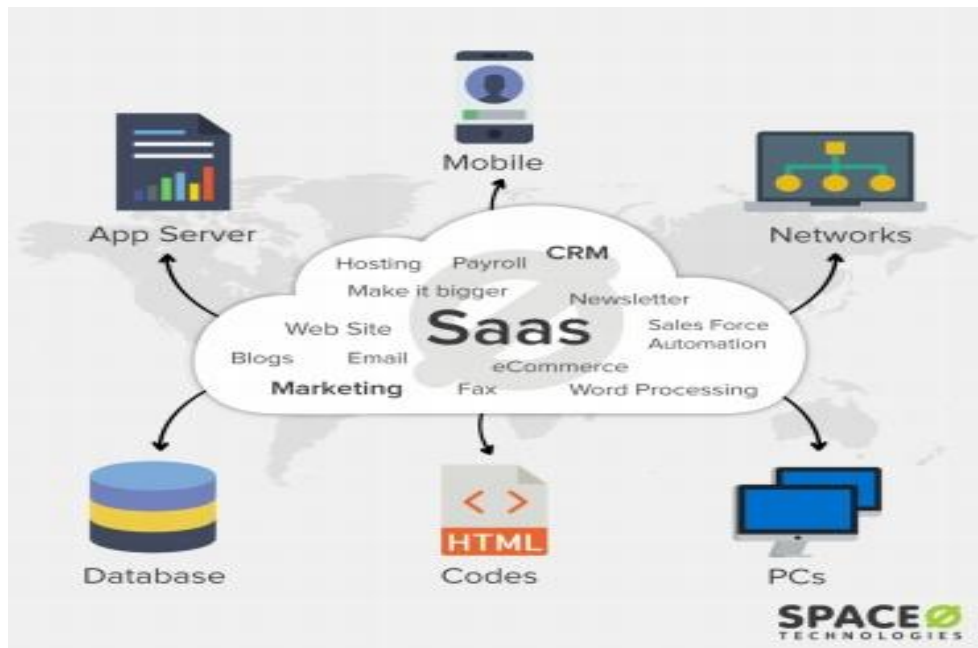 Mobile
App Server
Networks
Hosting Payroll CRM
Make it bigger Newsletter
Web Site Saas Sales Force
Automation
Blogs Email eCommerce
Marketing Fax Word Processing
< >
HTML
Database Codes PCs
SPACE
TECHNOLOGIES